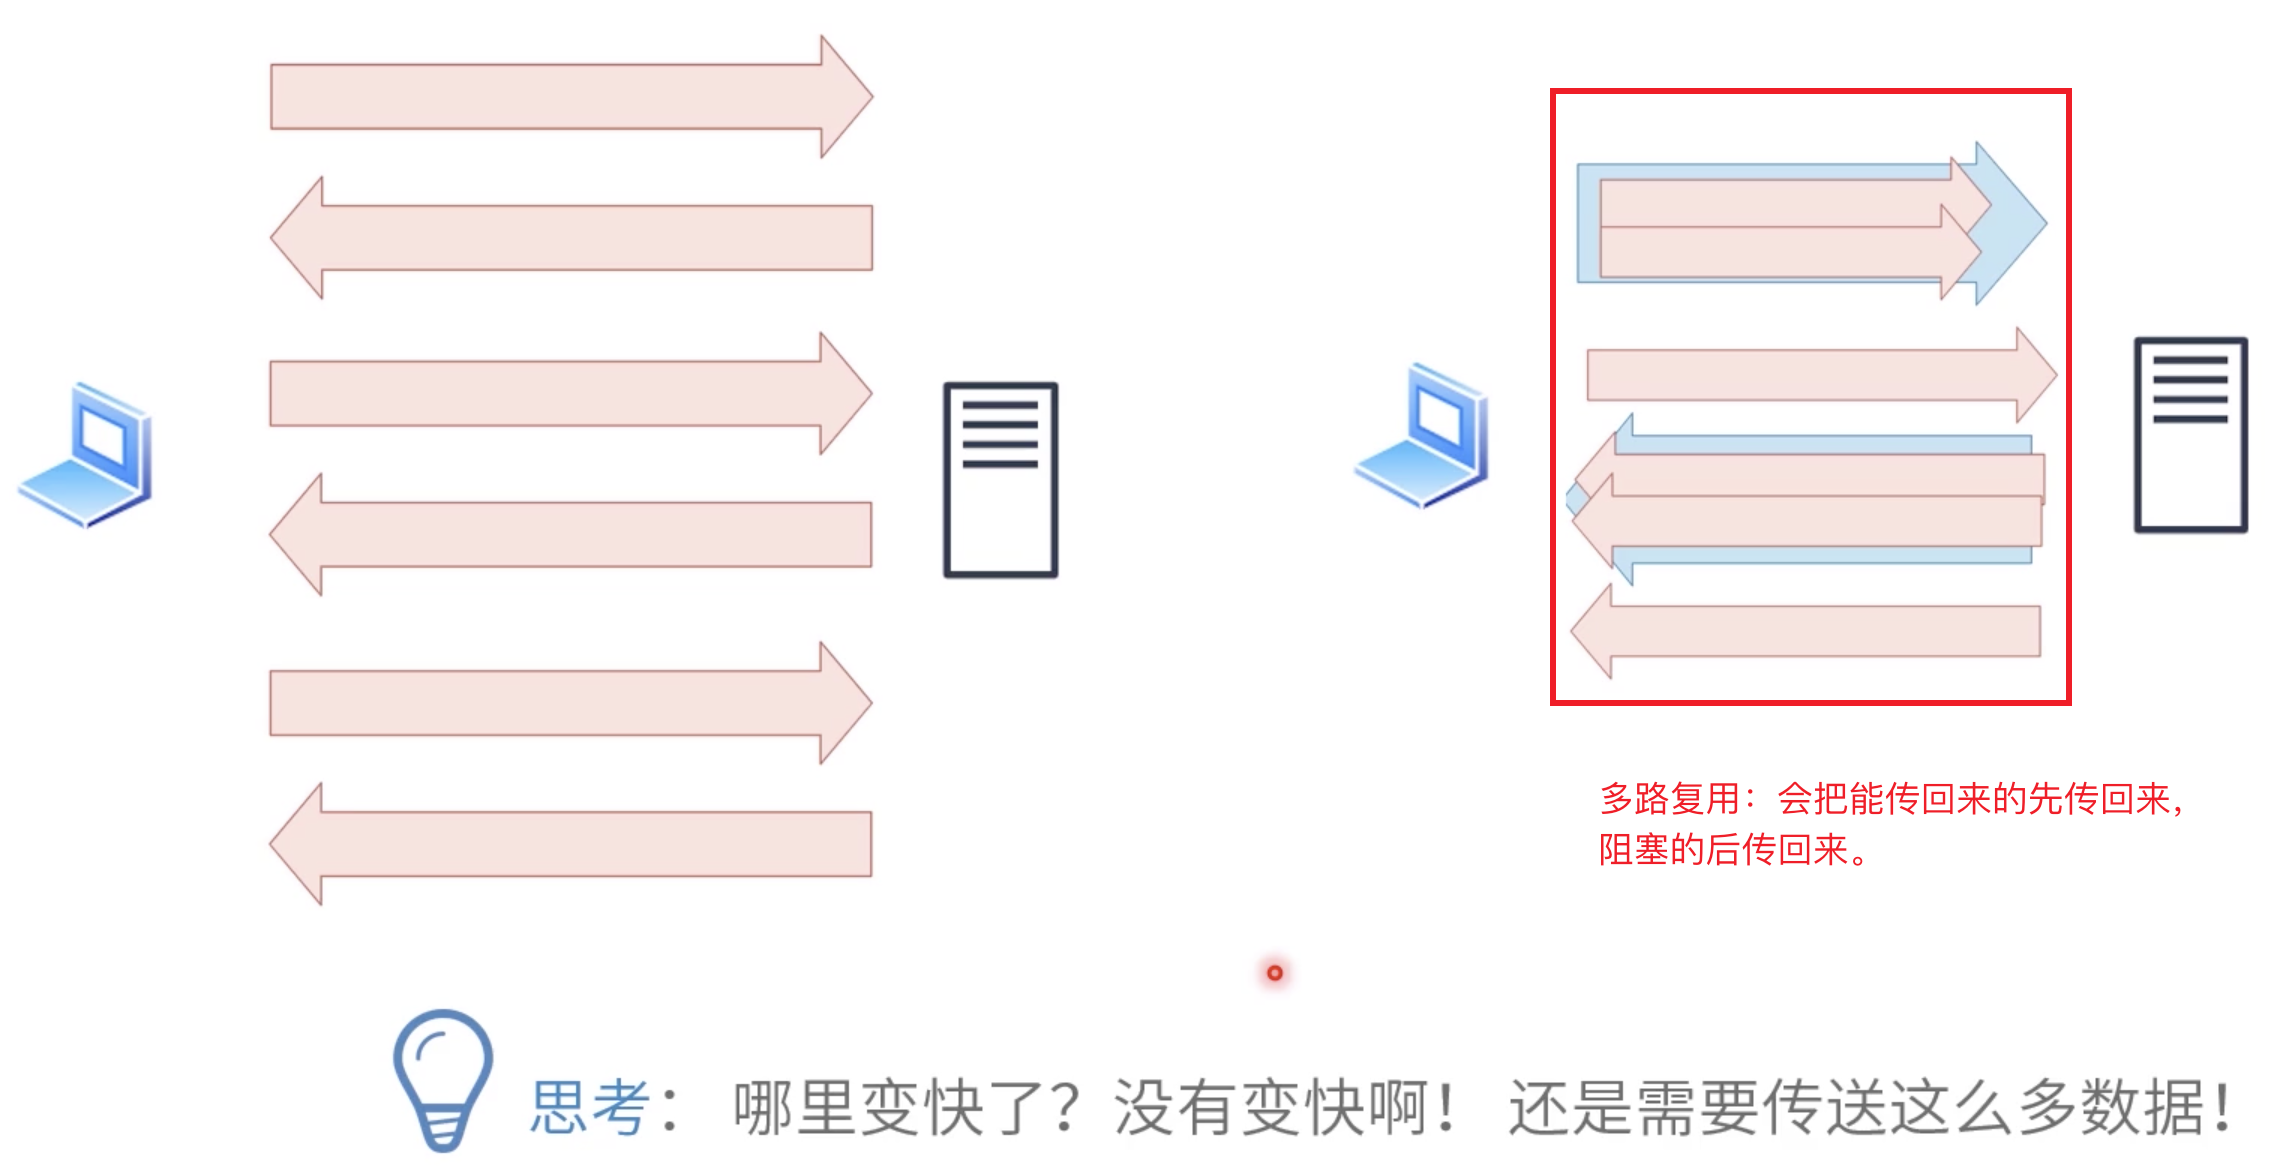 多路复用：会把能传回来的先传回来，
阻塞的后传回来。
思考： 哪里变快了？没有变快啊！ 还是需要传送这么多数据！